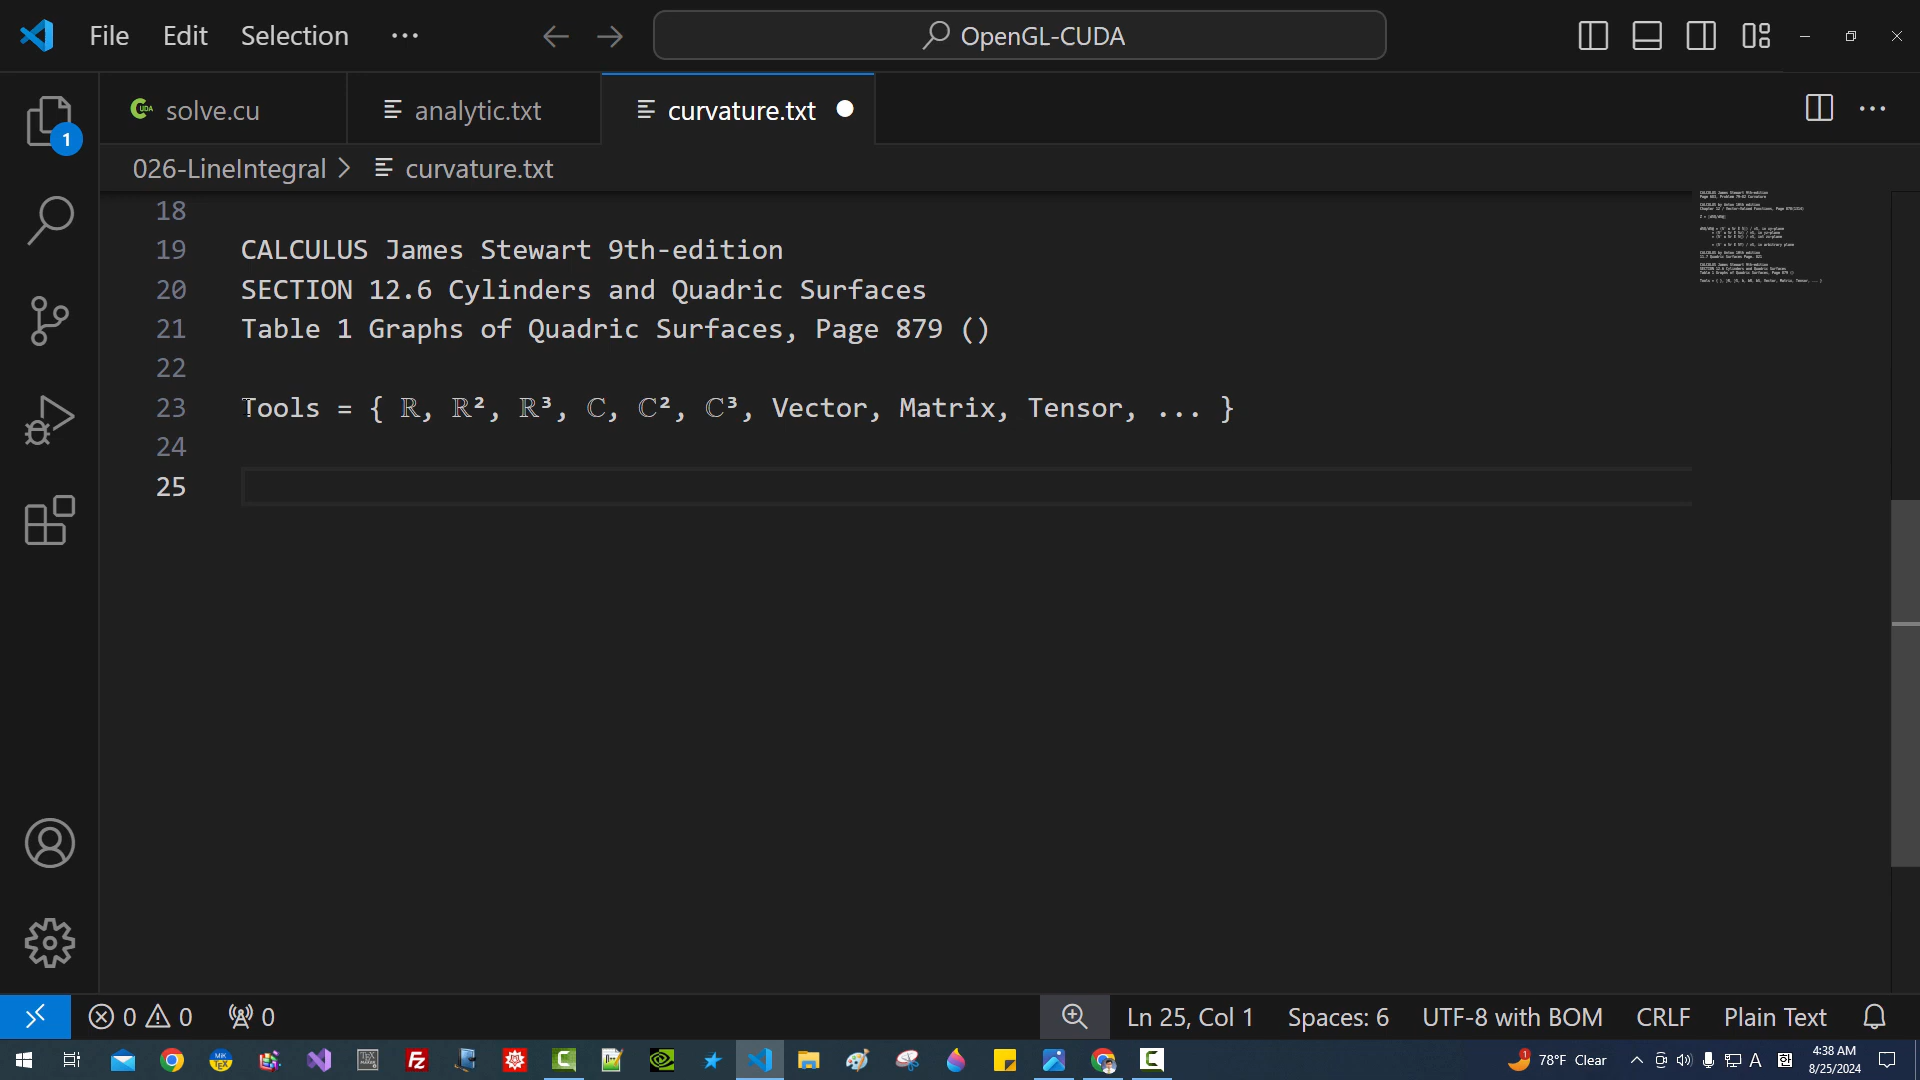 File Edit Selection ··· OpenGL-CUDA
solve.cu analytic.txt curvature.txt
026-LineIntegral > curvature.txt
18
19 CALCULUS James Stewart 9th-edition
20 SECTION 12.6 Cylinders and Quadric Surfaces
21 Table 1 Graphs of Quadric Surfaces, Page 879 ()
22
23 Tools = { ℝ, ℝ², ℝ³, ℂ, ℂ², ℂ³, Vector, Matrix, Tensor, ... }
24
25
1
0 0 0 Ln 25, Col 1 Spaces: 6 UTF-8 with BOM CRLF Plain Text
78°F Clear A 4:38 AM
8/25/2024